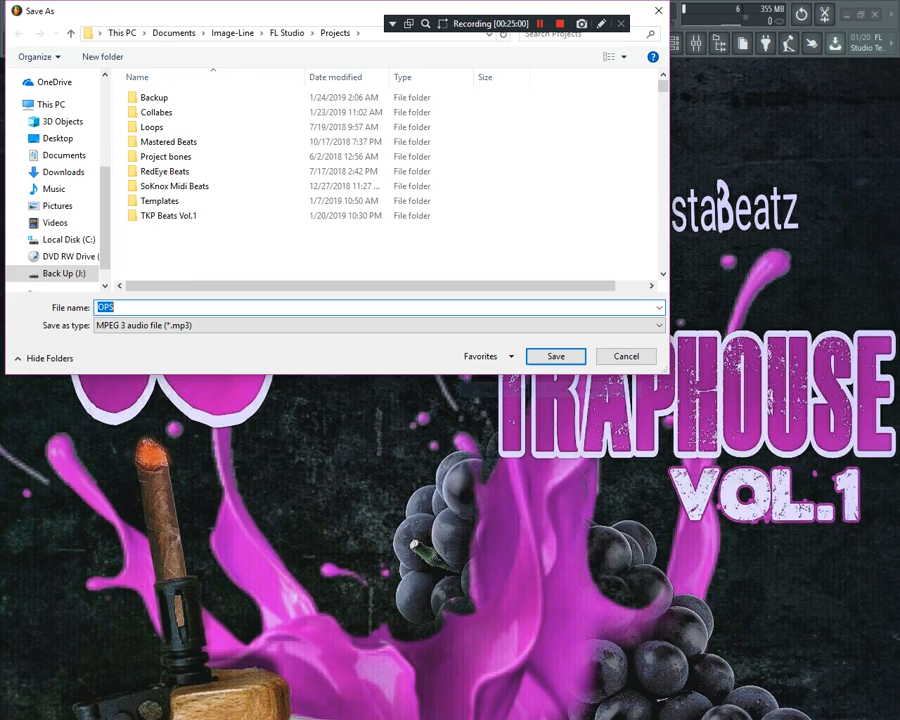 Save As
6
355 MB
0
Recording [00:25:00]
This PC > Documents > Image-Line > FL Studio > Projects >
Search Projects
01/20 FL
Studio Te..
Organize
New folder
Name
Date modified
Type
Size
OneDrive
This PC
3D Objects
Desktop
Documents
Downloads
Music
Pictures
Videos
Local Disk (C:)
DVD RW Drive (
Back Up (J:)
Backup 1/24/2019 2:06 AM File folder
Collabes 1/23/2019 11:02 AM File folder
Loops 7/19/2018 9:57 AM File folder
Mastered Beats 10/17/2018 7:37 PM File folder
Project bones 6/2/2018 12:56 AM File folder
RedEye Beats 7/17/2018 2:42 PM File folder
SoKnox Midi Beats 12/27/2018 11:27 ... File folder
Templates 1/7/2019 10:50 AM File folder
TKP Beats Vol.1 1/20/2019 10:30 PM File folder
staBeatz
File name: OPS
Save as type: MPEG 3 audio file (*.mp3)
Hide Folders
Favorites
Save
Cancel
TRAPHOUSE
VOL.1